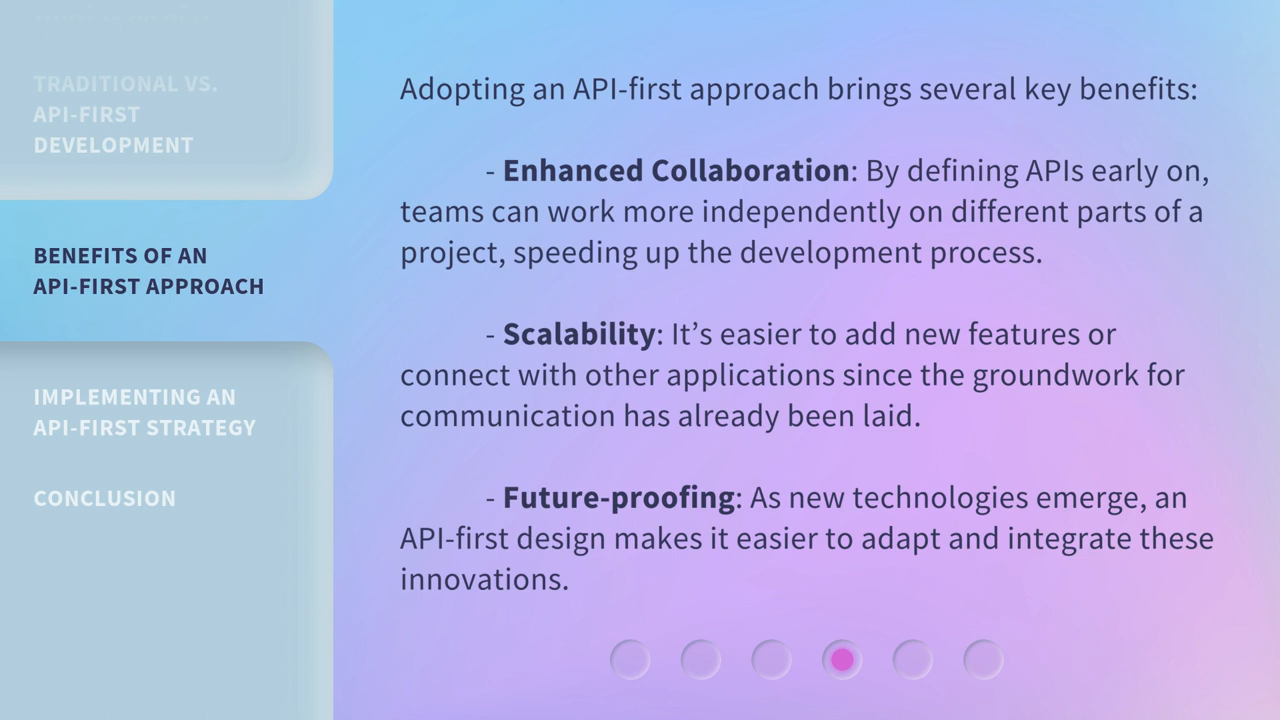 TRADITIONAL VS.
API-FIRST
DEVELOPMENT
BENEFITS OF AN
API-FIRST APPROACH
IMPLEMENTING AN
API-FIRST STRATEGY
CONCLUSION
Adopting an API-first approach brings several key benefits:
- Enhanced Collaboration: By defining APIs early on,
teams can work more independently on different parts of a
project, speeding up the development process.
- Scalability: It’s easier to add new features or
connect with other applications since the groundwork for
communication has already been laid.
- Future-proofing: As new technologies emerge, an
API-first design makes it easier to adapt and integrate these
innovations.